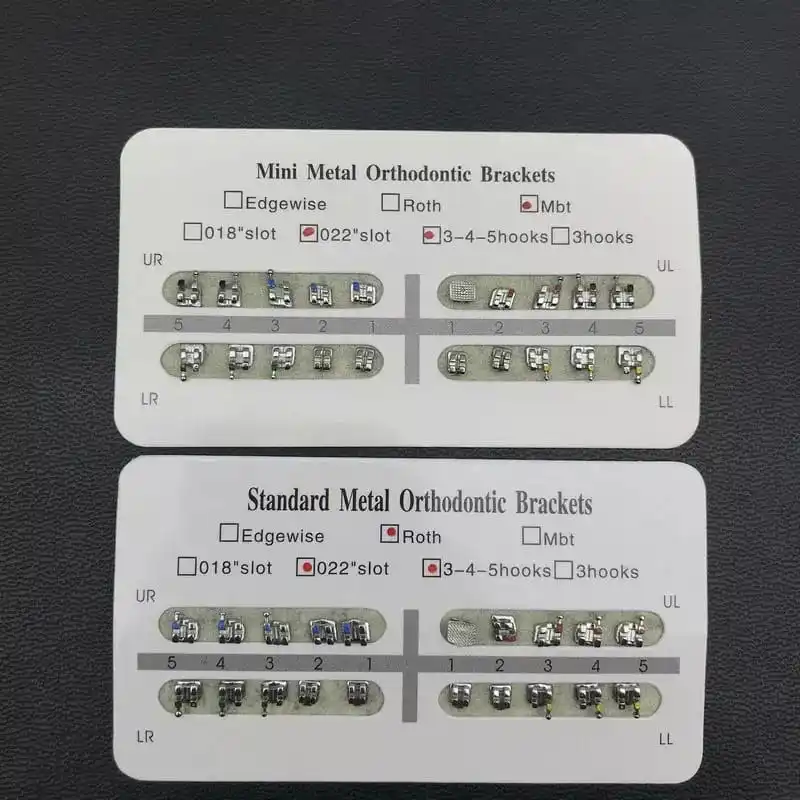 Mini Metal Orthodontic Brackets
Edgewise Roth Mbt
018"slot 022"slot 3-4-5hooks 3hooks
UR UL
5 4 3 2 1 1 2 3 4 5
LR LL
Standard Metal Orthodontic Brackets
Edgewise Roth Mbt
018"slot 022"slot 3-4-5hooks 3hooks
UR UL
5 4 3 2 1 1 2 3 4 5
LR LL